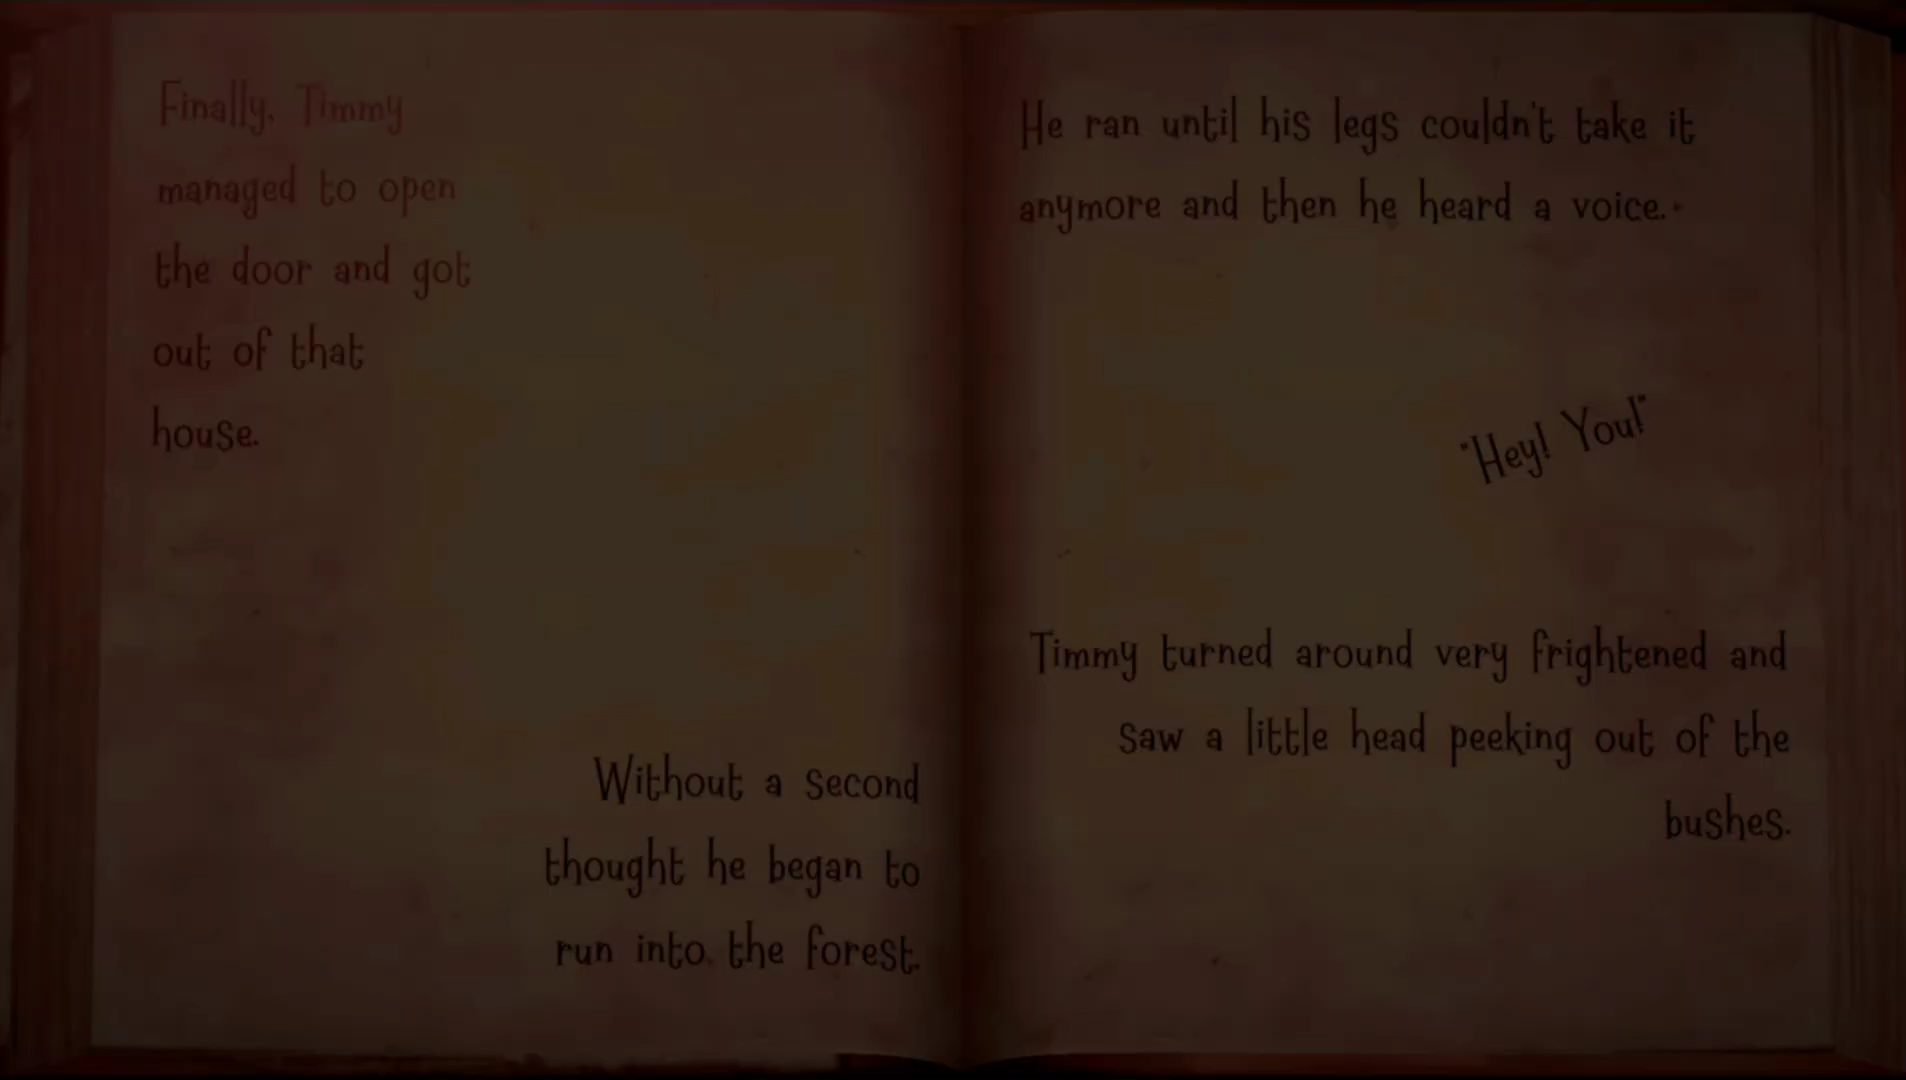 Finally, Timmy
managed to open
the door and got
out of that
house.
Without a second
thought he began to
run into the forest.
He ran until his legs couldn't take it
anymore and then he heard a voice.
"Hey! You!"
Timmy turned around very frightened and
saw a little head peeking out of the
bushes.